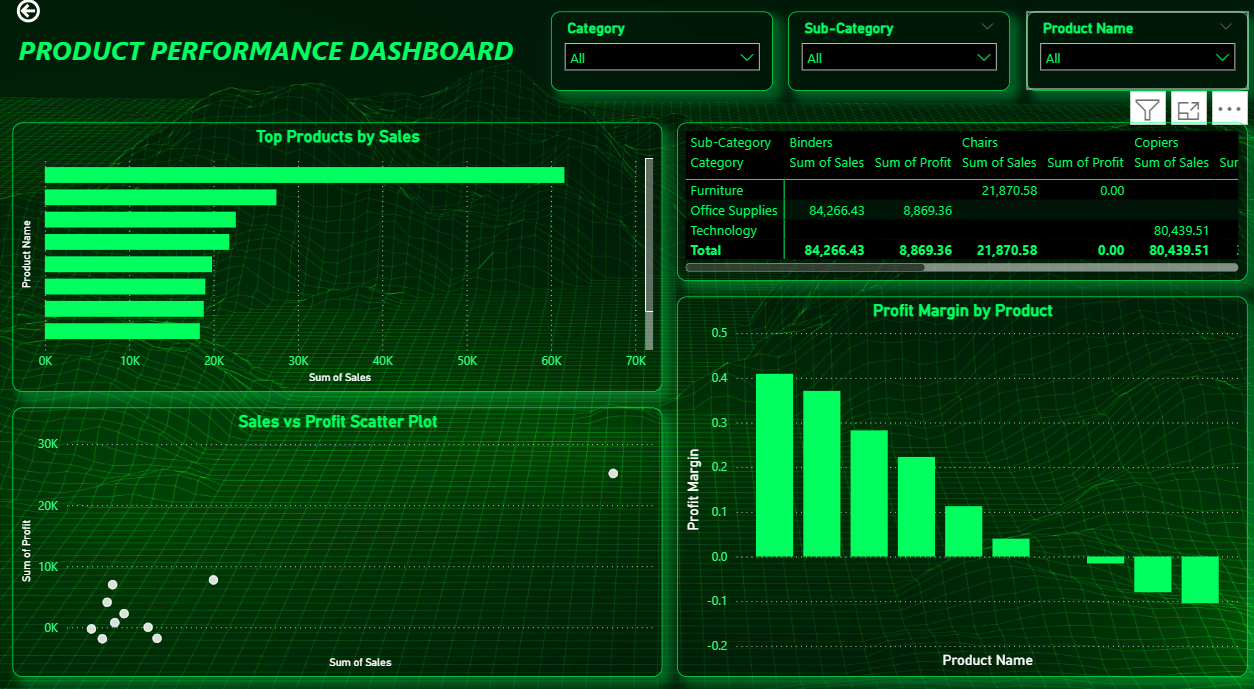 PRODUCT PERFORMANCE DASHBOARD
Category
All
Sub-Category
All
Product Name
All
Top Products by Sales
Product Name
0K 10K 20K 30K 40K 50K 60K 70K
Sum of Sales
Sub-Category Binders Chairs Copiers
Category Sum of Sales Sum of Profit Sum of Sales Sum of Profit Sum of Sales
Furniture 21,870.58 0.00
Office Supplies 84,266.43 8,869.36
Technology 80,439.51
Total 84,266.43 8,869.36 21,870.58 0.00 80,439.51
Sales vs Profit Scatter Plot
Sum of Profit
30K
20K
10K
0K
Sum of Sales
Profit Margin by Product
Profit Margin
0.5
0.4
0.3
0.2
0.1
0.0
-0.1
-0.2
Product Name